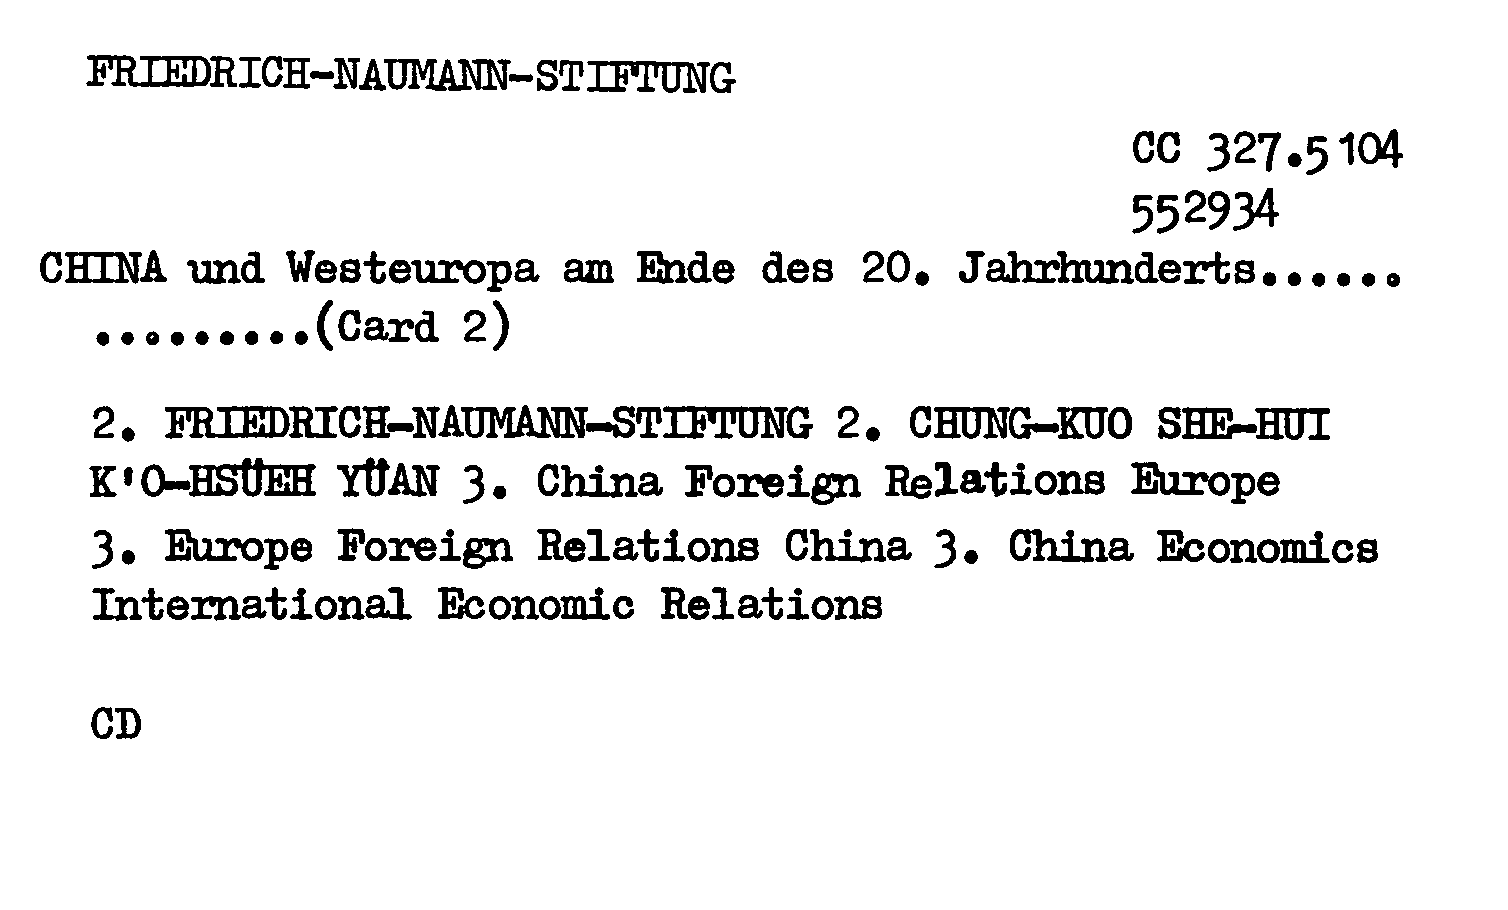 FRIEDRICH-NAUMANN-STIFTUNG
CC 327.5104
552934
CHINA und Westeuropa am Ende des 20. Jahrhunderts......
.........(Card 2)
2. FRIEDRICH-NAUMANN-STIFTUNG 2. CHUNG-KUO SHE-HUI
K'O-HSÜEH YÜAN 3. China Foreign Relations Europe
3. Europe Foreign Relations China 3. China Economics
International Economic Relations
CD